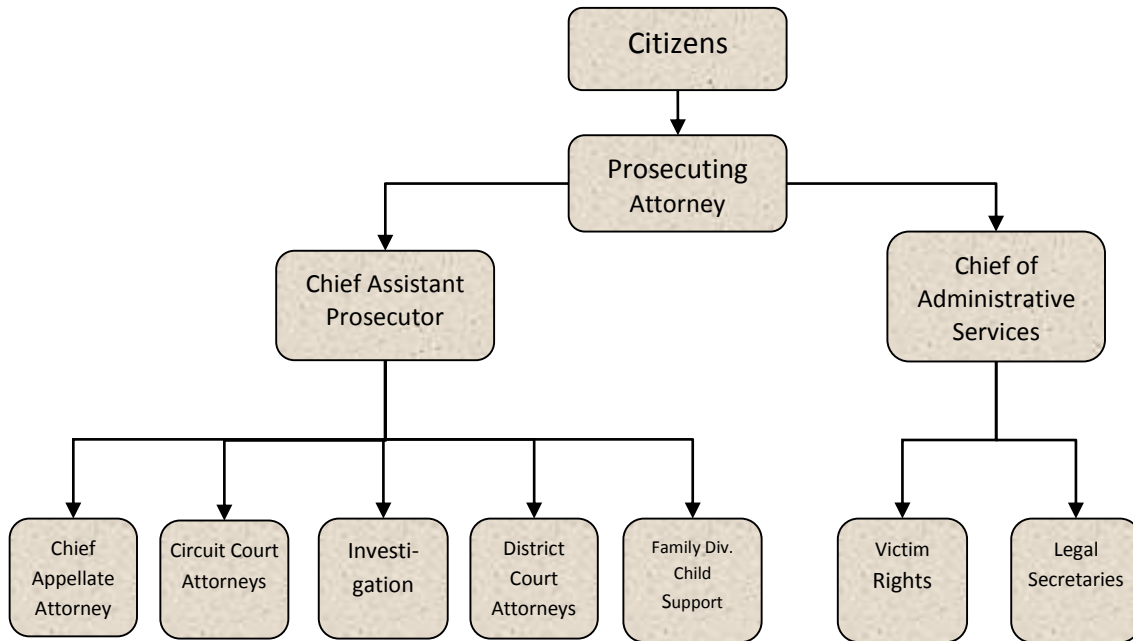 Citizens
Prosecuting
Attorney
Chief Assistant
Prosecutor
Chief of
Administrative
Services
Chief
Appellate
Attorney
Circuit Court
Attorneys
Investi-
gation
District
Court
Attorneys
Family Div.
Child
Support
Victim
Rights
Legal
Secretaries